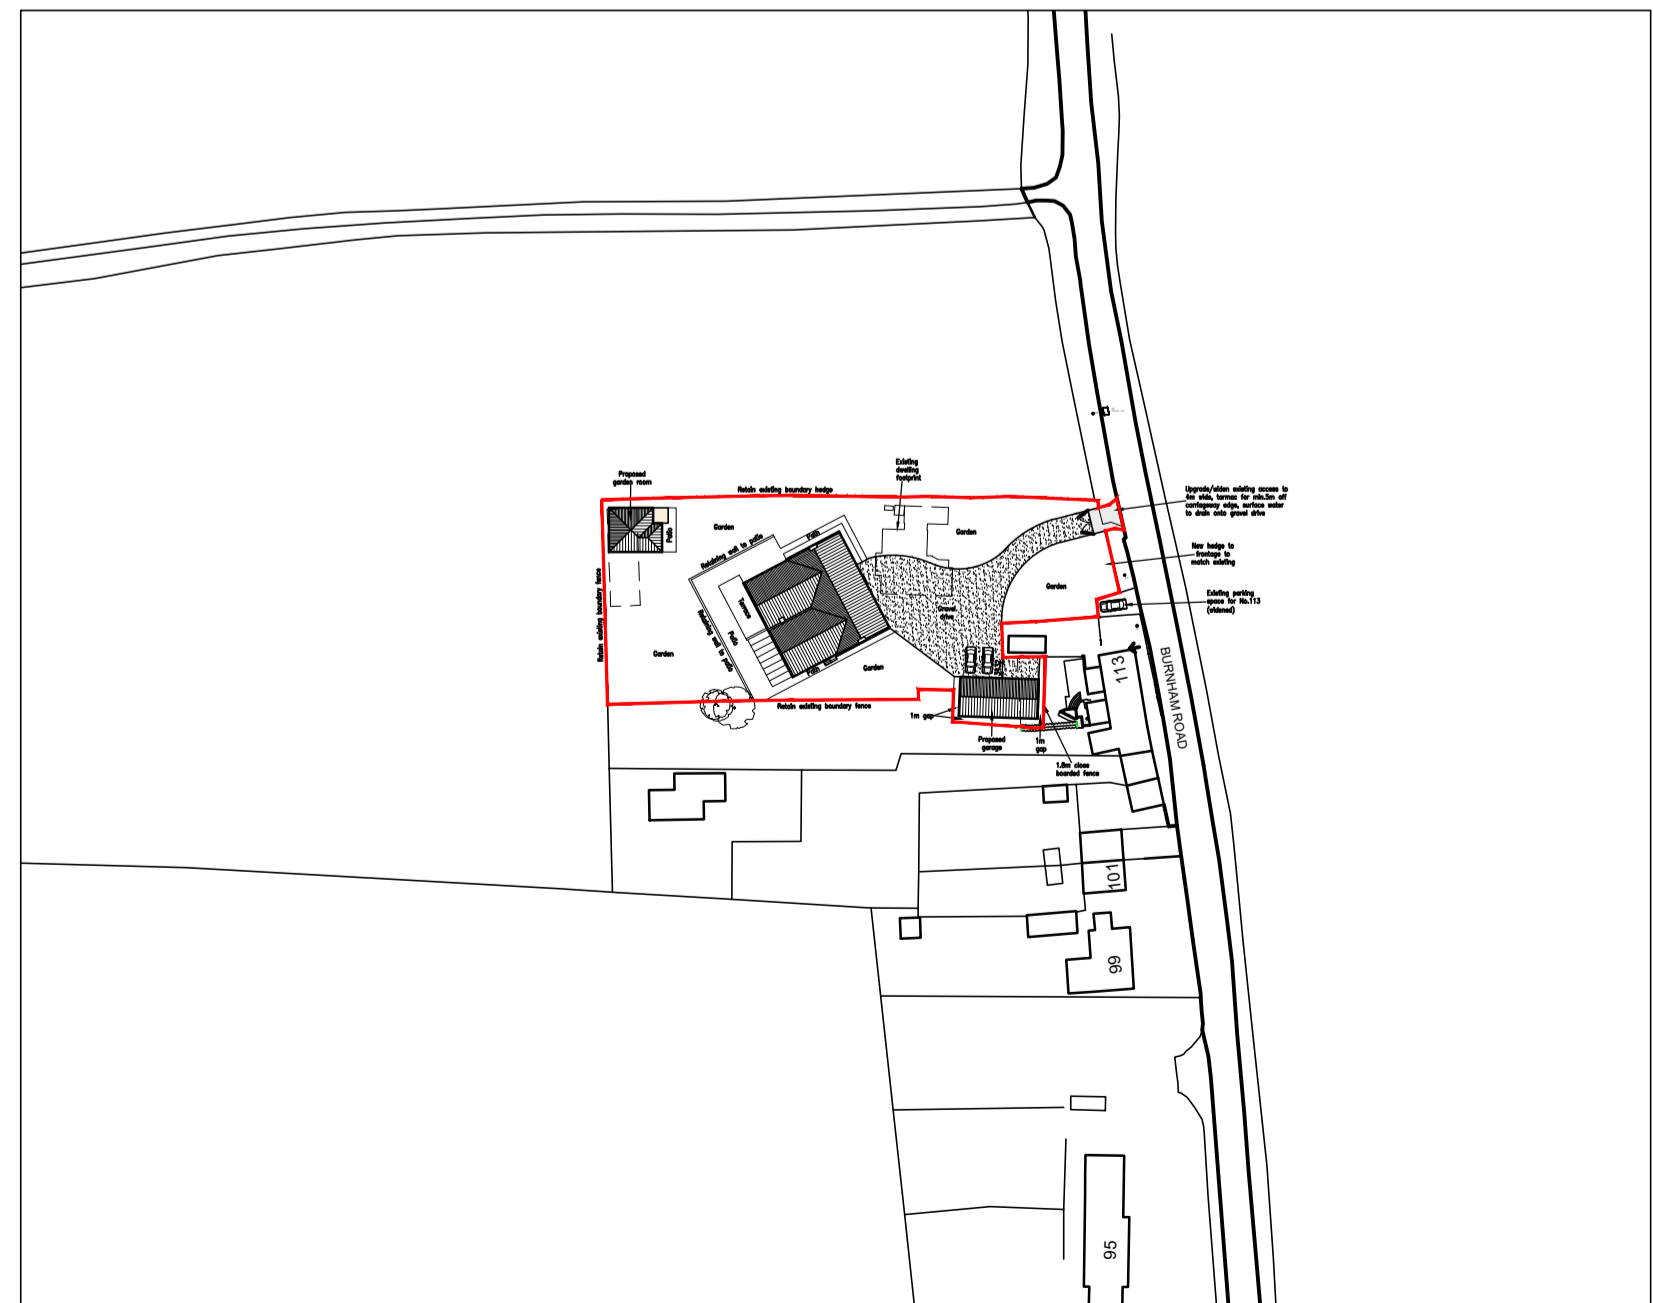 Proposed
garden room
Retain existing boundary hedge
Existing
dwelling
footprint
Upgrade/widen existing access to
4m wide, tarmac for min.5m off
carriageway edge, surface water
to drain onto gravel drive
New hedge to
frontage to
match existing
Existing parking
space for No.113
(widened)
Garden
Garden
Patio
Path
Retaining wall to patio
Retain existing boundary fence
Terrace
Patio
Retaining wall to patio
Garden
Path
Garden
Gravel
drive
Garden
Retain existing boundary fence
1m gap
Proposed
garage
1m
gap
1.8m close
boarded fence
113
BURNHAM ROAD
101
99
95